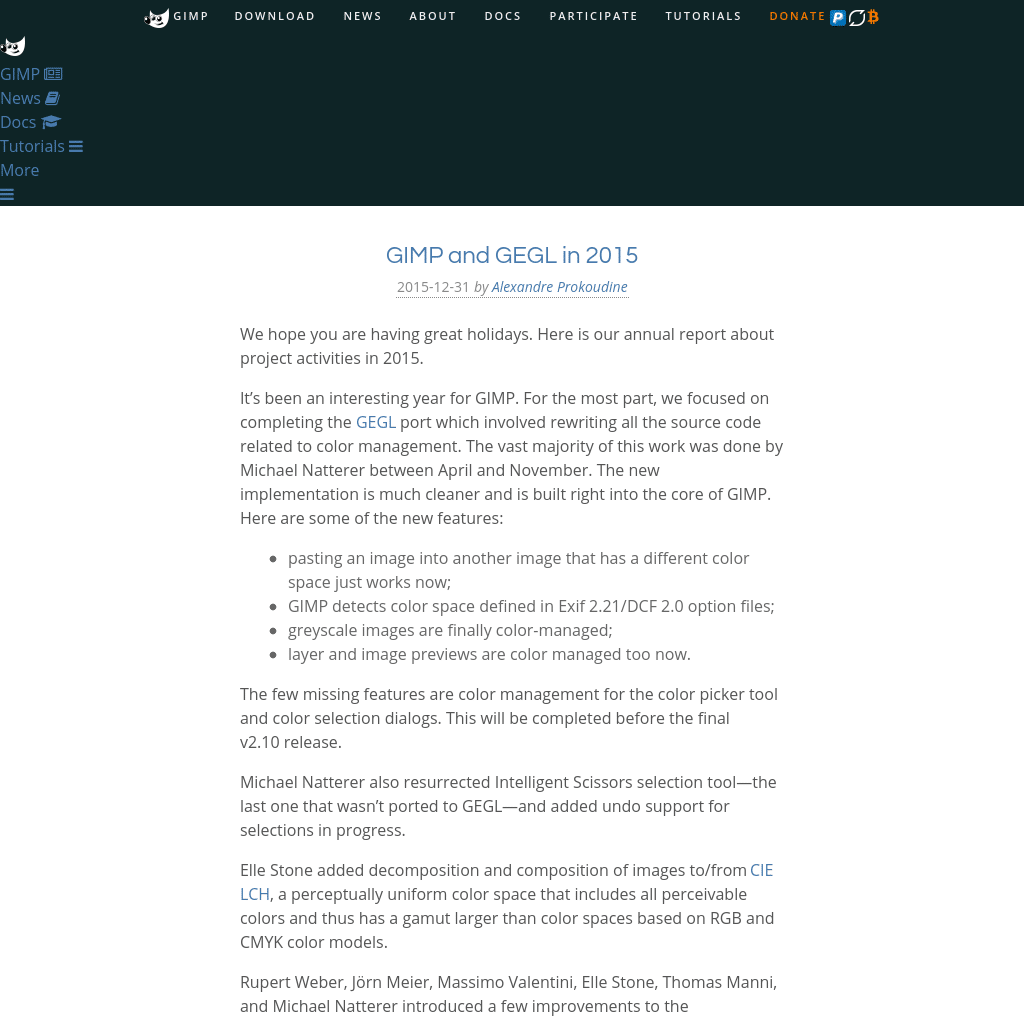 GIMP DOWNLOAD NEWS ABOUT DOCS PARTICIPATE TUTORIALS DONATE
GIMP
News
Docs
Tutorials
More
GIMP and GEGL in 2015
2015-12-31 by Alexandre Prokoudine
We hope you are having great holidays. Here is our annual report about
project activities in 2015.
It’s been an interesting year for GIMP. For the most part, we focused on
completing the GEGL port which involved rewriting all the source code
related to color management. The vast majority of this work was done by
Michael Natterer between April and November. The new
implementation is much cleaner and is built right into the core of GIMP.
Here are some of the new features:
• pasting an image into another image that has a different color
space just works now;
• GIMP detects color space defined in Exif 2.21/DCF 2.0 option files;
• greyscale images are finally color-managed;
• layer and image previews are color managed too now.
The few missing features are color management for the color picker tool
and color selection dialogs. This will be completed before the final
v2.10 release.
Michael Natterer also resurrected Intelligent Scissors selection tool—the
last one that wasn’t ported to GEGL—and added undo support for
selections in progress.
Elle Stone added decomposition and composition of images to/from CIE
LCH, a perceptually uniform color space that includes all perceivable
colors and thus has a gamut larger than color spaces based on RGB and
CMYK color models.
Rupert Weber, Jörn Meier, Massimo Valentini, Elle Stone, Thomas Manni,
and Michael Natterer introduced a few improvements to the